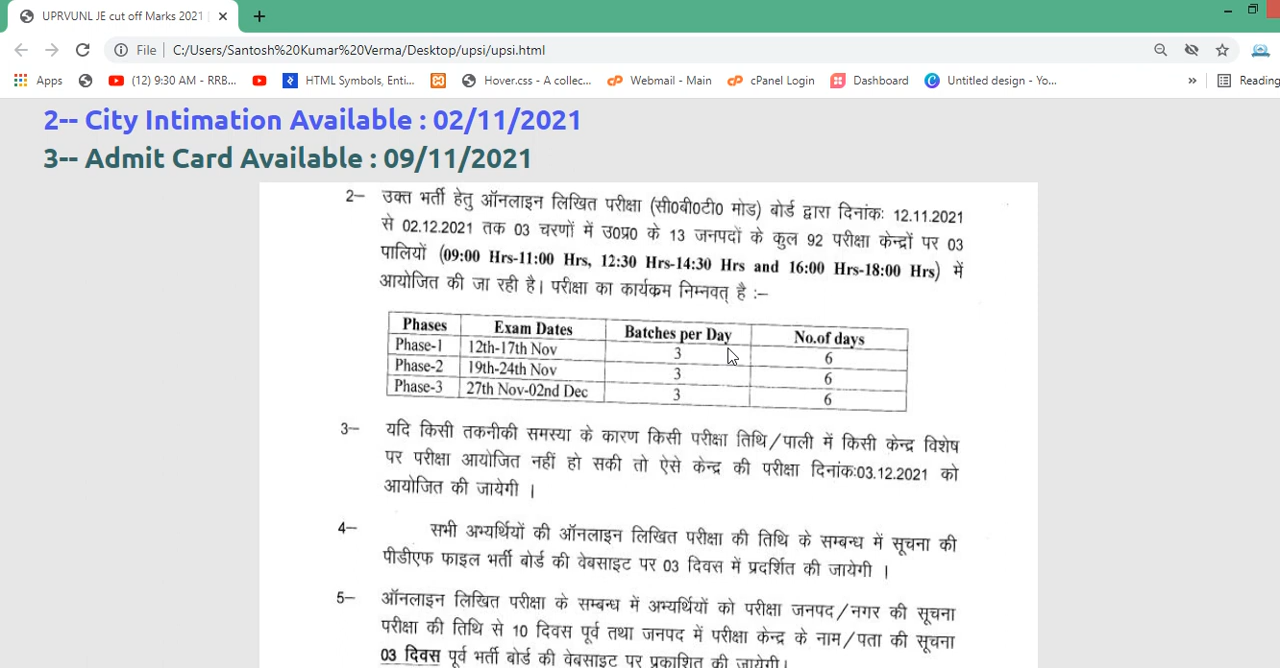 UPRVUNL JE cut off Marks 2021
File C:/Users/Santosh%20Kumar%20Verma/Desktop/upsi/upsi.html
Apps (12) 9:30 AM - RRB... HTML Symbols, Enti... Hover.css - A collec... Webmail - Main cPanel Login Dashboard Untitled design - Yo... » Reading
2-- City Intimation Available : 02/11/2021
3-- Admit Card Available : 09/11/2021
2– उक्त भर्ती हेतु ऑनलाइन लिखित परीक्षा (सी0बी0टी0 मोड) बोर्ड द्वारा दिनांकः 12.11.2021
से 02.12.2021 तक 03 चरणों में उ0प्र0 के 13 जनपदों के कुल 92 परीक्षा केन्द्रों पर 03
पालियों (09:00 Hrs-11:00 Hrs, 12:30 Hrs-14:30 Hrs and 16:00 Hrs-18:00 Hrs) में
आयोजित की जा रही है। परीक्षा का कार्यक्रम निम्नवत् है :–
Phases Exam Dates Batches per Day No.of days
Phase-1 12th-17th Nov 3 6
Phase-2 19th-24th Nov 3 6
Phase-3 27th Nov-02nd Dec 3 6
3– यदि किसी तकनीकी समस्या के कारण किसी परीक्षा तिथि/पाली में किसी केन्द्र विशेष
पर परीक्षा आयोजित नहीं हो सकी तो ऐसे केन्द्र की परीक्षा दिनांकः03.12.2021 को
आयोजित की जायेगी ।
4– सभी अभ्यर्थियों की ऑनलाइन लिखित परीक्षा की तिथि के सम्बन्ध में सूचना की
पीडीएफ फाइल भर्ती बोर्ड की वेबसाइट पर 03 दिवस में प्रदर्शित की जायेगी ।
5– ऑनलाइन लिखित परीक्षा के सम्बन्ध में अभ्यर्थियों को परीक्षा जनपद/नगर की सूचना
परीक्षा की तिथि से 10 दिवस पूर्व तथा जनपद में परीक्षा केन्द्र के नाम/पता की सूचना
03 दिवस पूर्व भर्ती बोर्ड की वेबसाइट पर प्रकाशित की जायेगी।